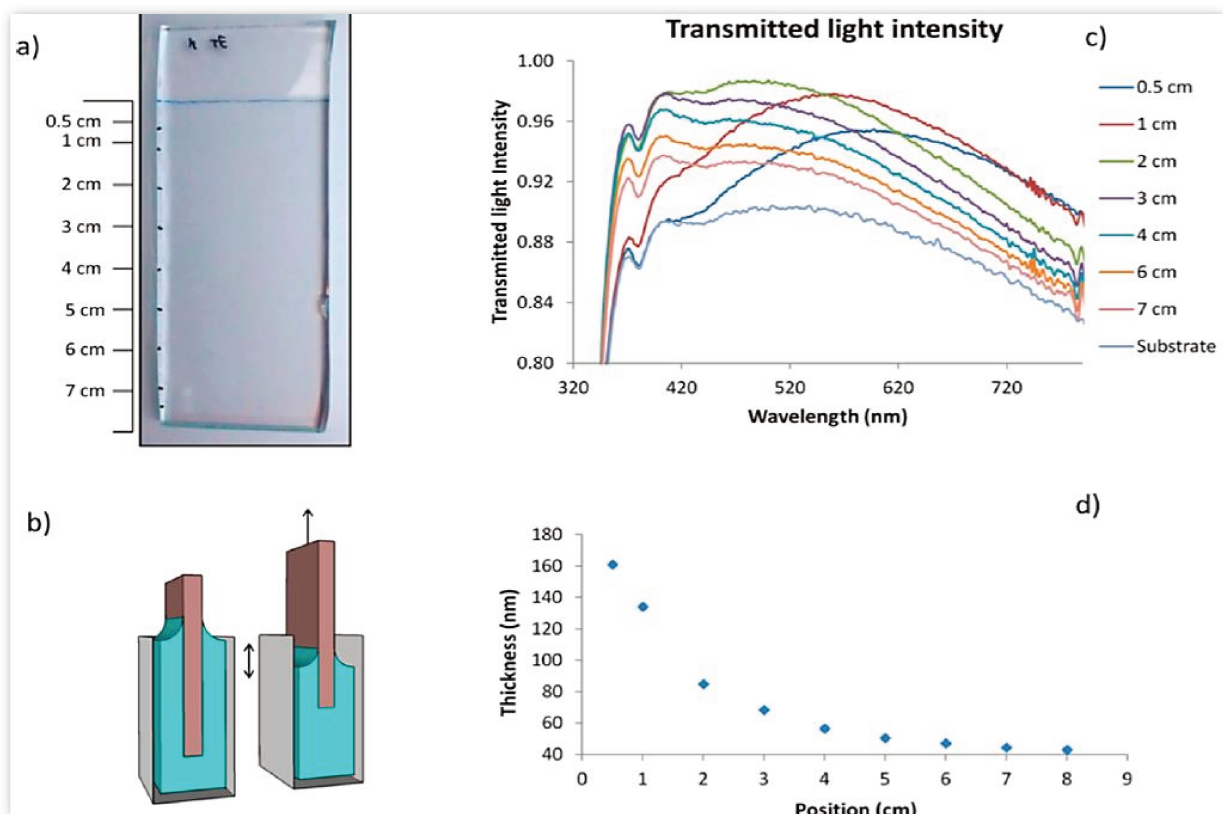 a)
0.5 cm
1 cm
2 cm
3 cm
4 cm
5 cm
6 cm
7 cm
b)
Transmitted light intensity
c)
Transmitted light Intensity
1.00
0.96
0.92
0.88
0.84
0.80
320
420
520
620
720
Wavelength (nm)
0.5 cm
1 cm
2 cm
3 cm
4 cm
6 cm
7 cm
Substrate
d)
Thickness (nm)
180
160
140
120
100
80
60
40
0
1
2
3
4
5
6
7
8
9
Position (cm)